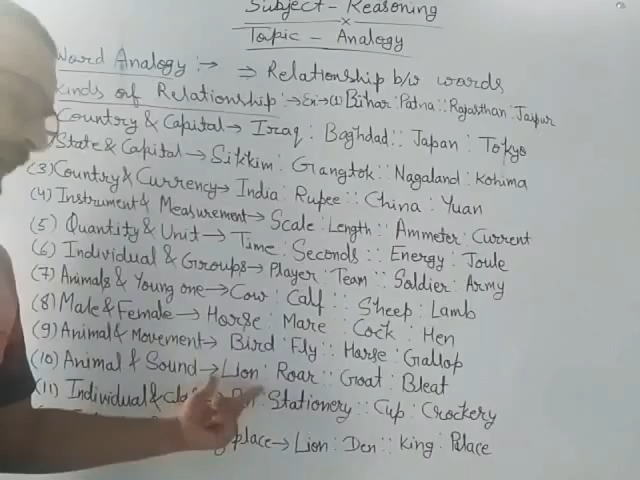 Subject - Reasoning
Topic - Analogy
Word Analogy :→ ⇒ Relationship b/w words
Kinds of Relationship :→ Ex→(1) Bihar : Patna :: Rajasthan : Jaipur
Country & Capital → Iraq : Baghdad :: Japan : Tokyo
State & Capital → Sikkim : Gangtok :: Nagaland : Kohima
(3) Country & Currency → India : Rupee :: China : Yuan
(4) Instrument & Measurement → Scale : Length :: Ammeter : Current
(5) Quantity & Unit → Time : Seconds :: Energy : Joule
(6) Individual & Groups → Player : Team :: Soldier : Army
(7) Animals & Young one → Cow : Calf :: Sheep : Lamb
(8) Male & Female → Horse : Mare :: Cock : Hen
(9) Animal & Movement → Bird : Fly :: Horse : Gallop
(10) Animal & Sound → Lion : Roar :: Goat : Bleat
(11) Individual & : Stationery :: Cup : Crockery
place → Lion : Den :: King : Palace